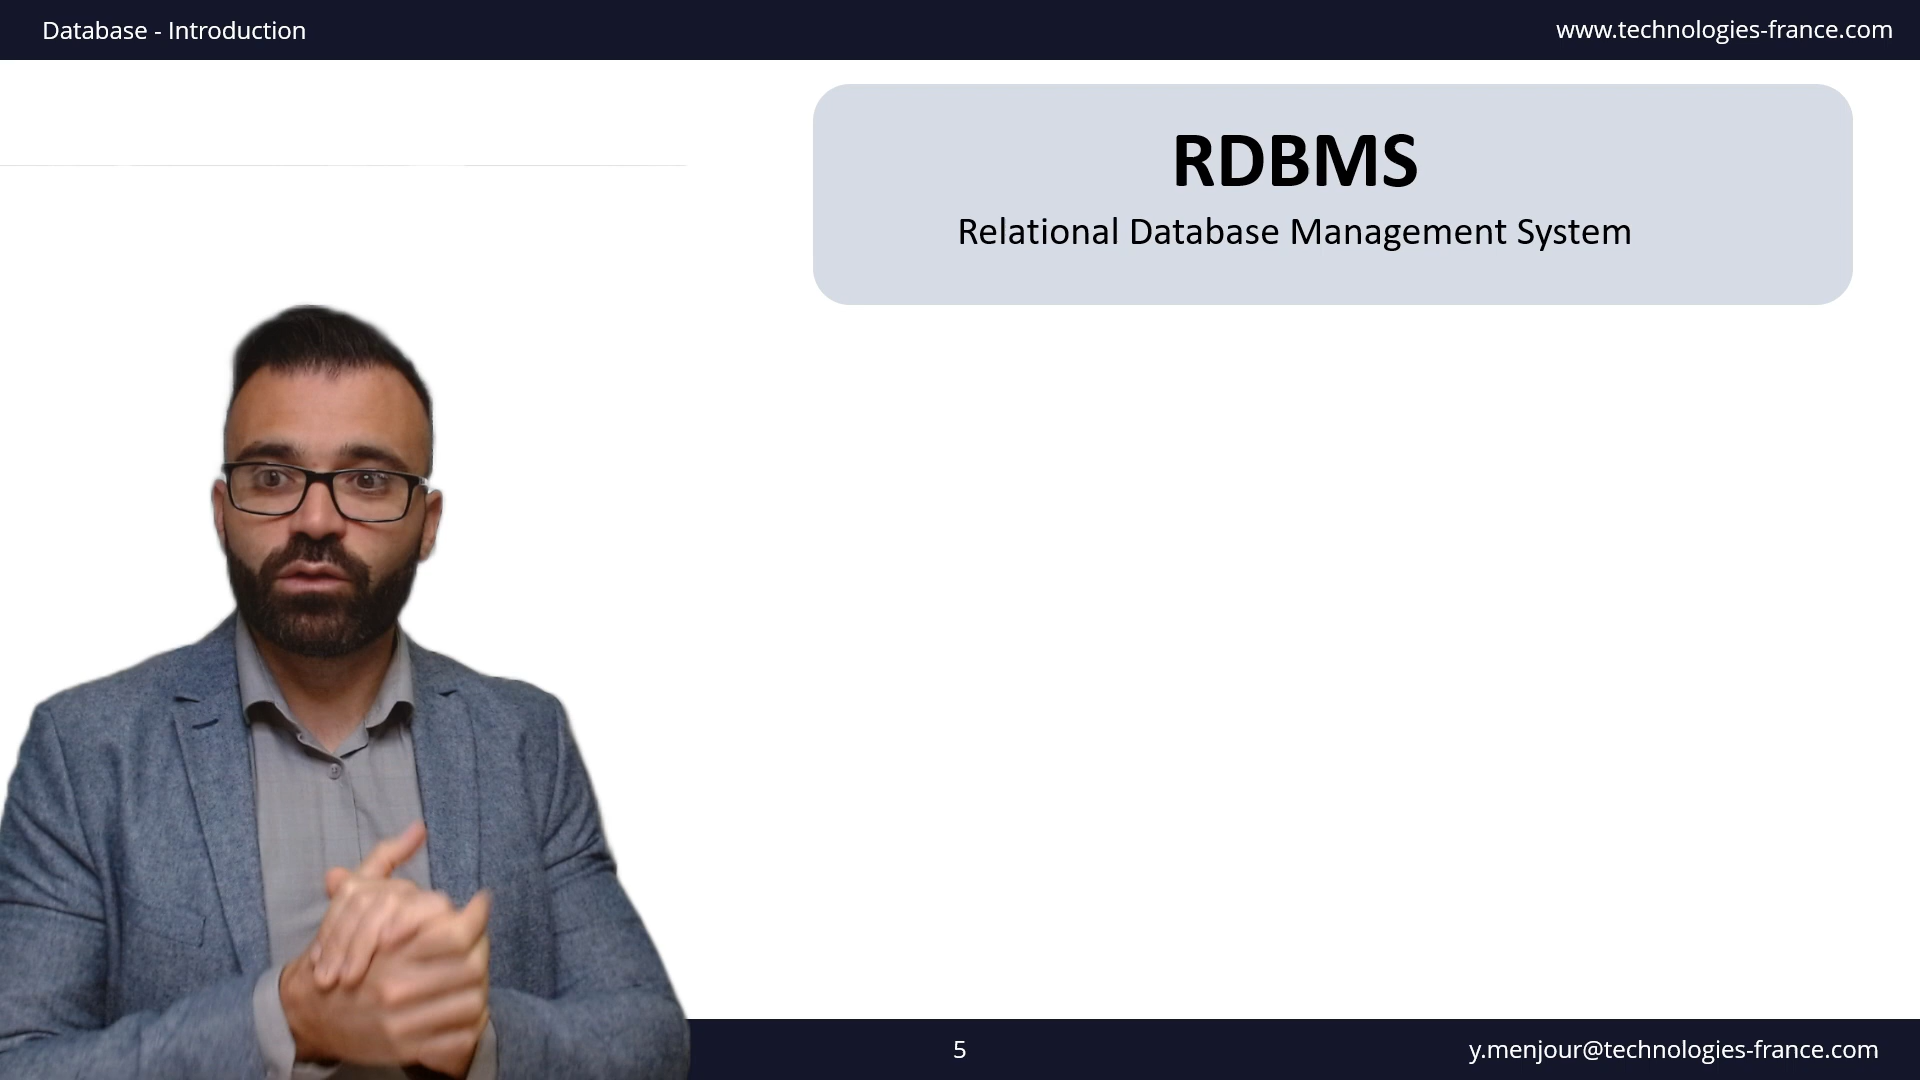 Database - Introduction
www.technologies-france.com
RDBMS
Relational Database Management System
5
y.menjour@technologies-france.com